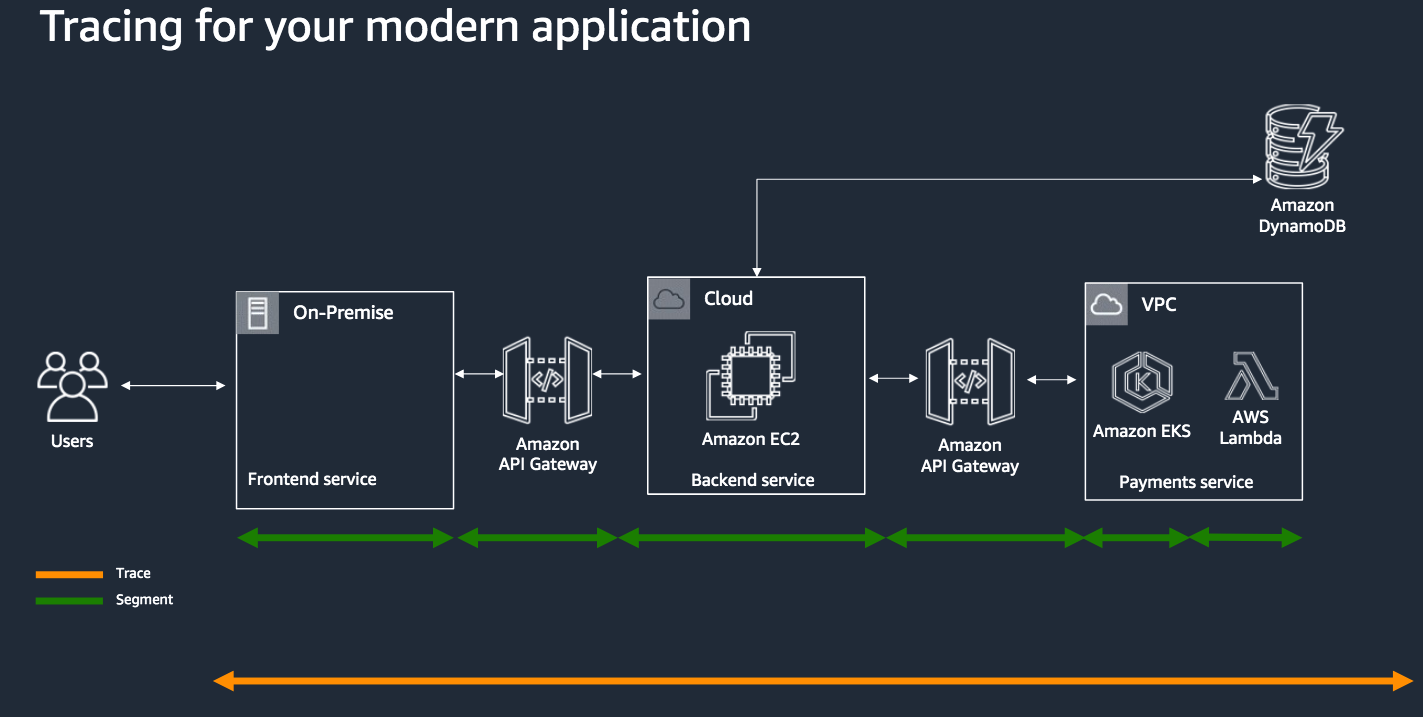 Tracing for your modern application
Amazon
DynamoDB
On-Premise
Cloud
VPC
Users
Frontend service
Amazon
API Gateway
Amazon EC2
Backend service
Amazon
API Gateway
Amazon EKS
AWS
Lambda
Payments service
Trace
Segment